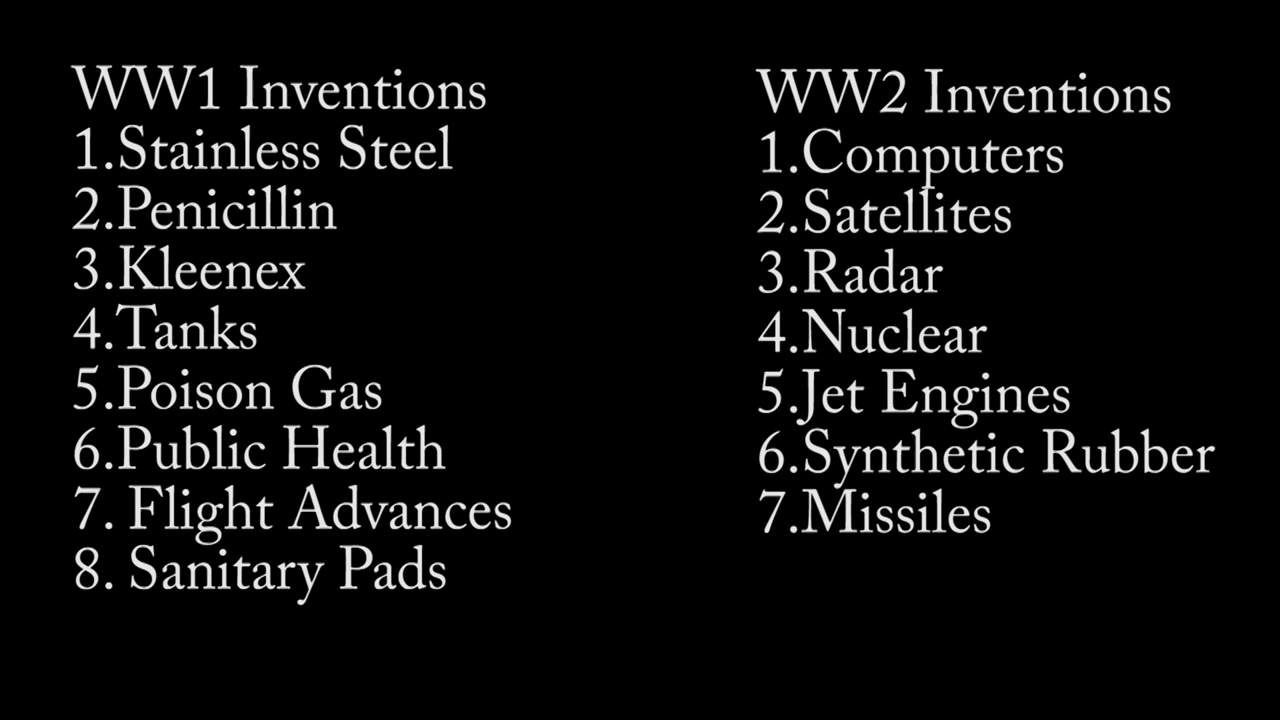 WW1 Inventions
1.Stainless Steel
2.Penicillin
3.Kleenex
4.Tanks
5.Poison Gas
6.Public Health
7. Flight Advances
8. Sanitary Pads
WW2 Inventions
1.Computers
2.Satellites
3.Radar
4.Nuclear
5.Jet Engines
6.Synthetic Rubber
7.Missiles